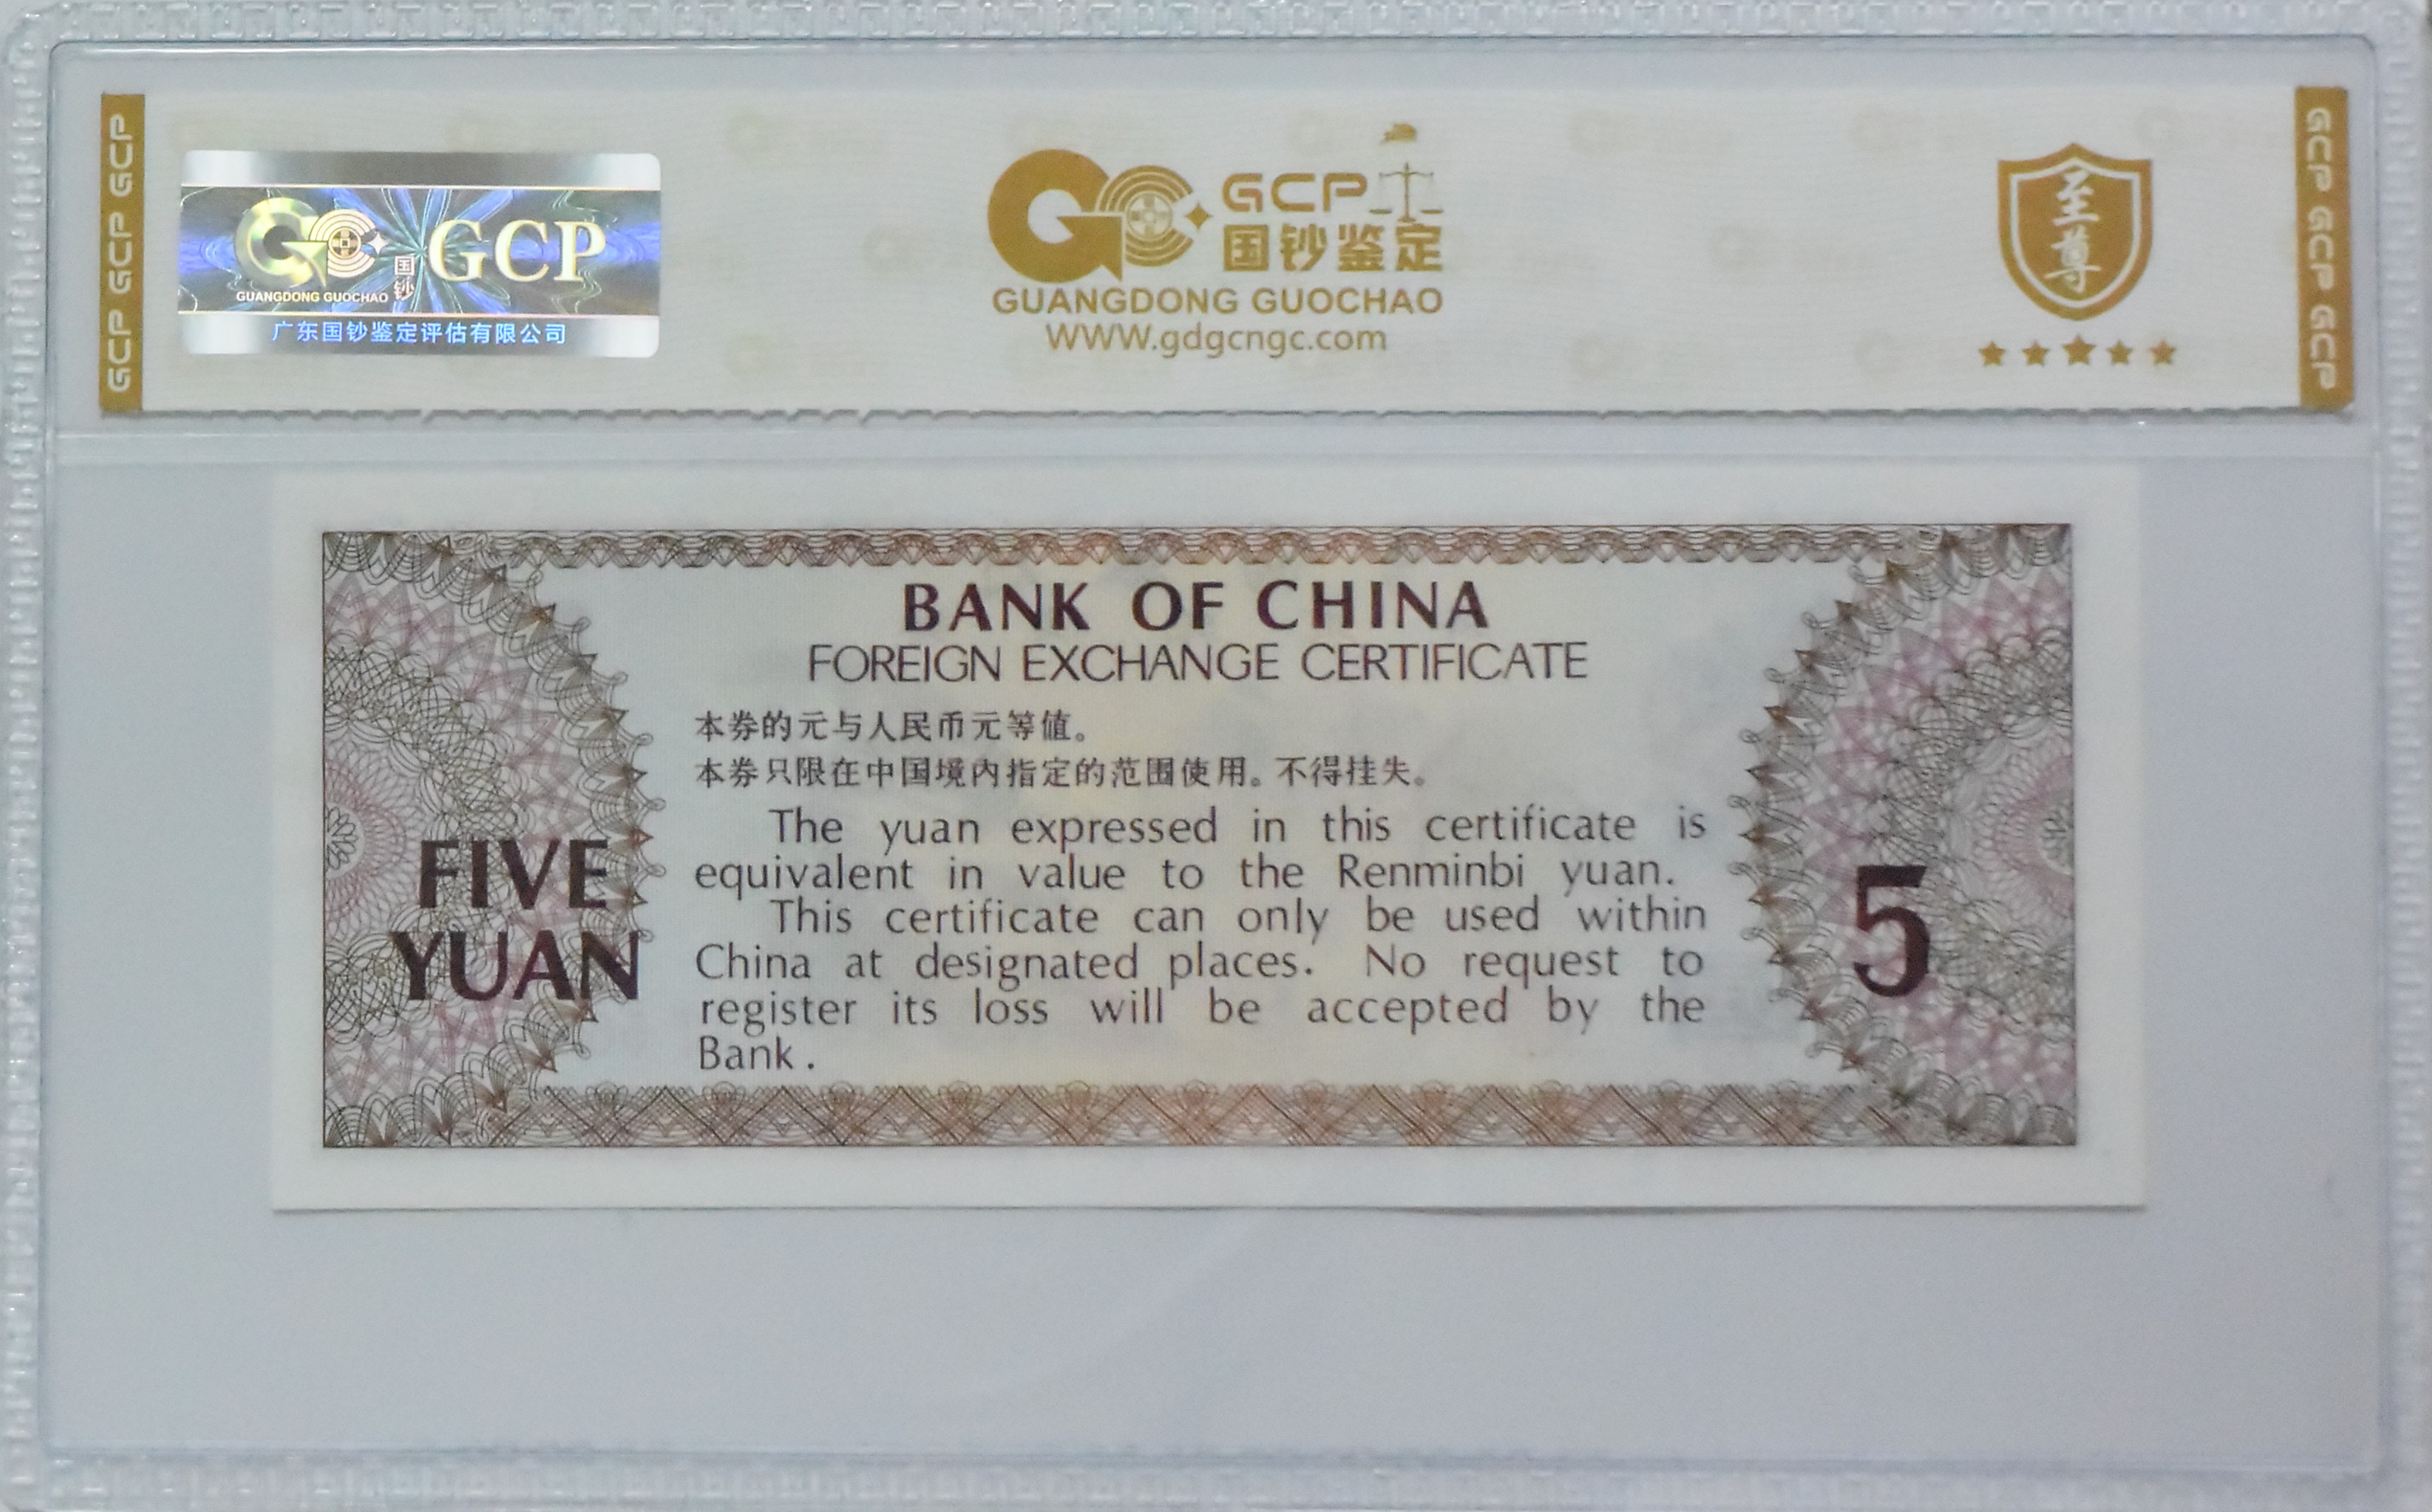 GCP GCP GCP
GC GCP
国钞
GUANGDONG GUOCHAO
广东国钞鉴定评估有限公司
GC GCP
国钞鉴定
GUANGDONG GUOCHAO
WWW.gdgcngc.com
至尊
GCP GCP GCP
BANK OF CHINA
FOREIGN EXCHANGE CERTIFICATE
本券的元与人民币元等值。
本券只限在中国境内指定的范围使用。不得挂失。
The yuan expressed in this certificate is
equivalent in value to the Renminbi yuan.
This certificate can only be used within
China at designated places. No request to
register its loss will be accepted by the
Bank.
FIVE
YUAN
5